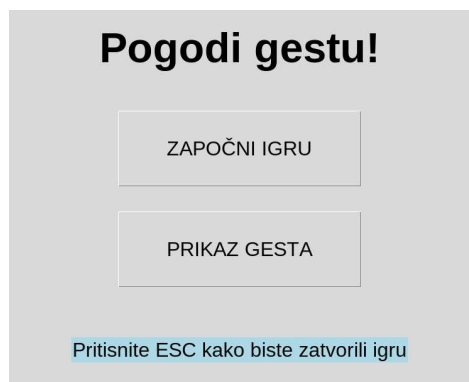 Pogodi gestu!
ZAPOČNI IGRU
PRIKAZ GESTA
Pritisnite ESC kako biste zatvorili igru